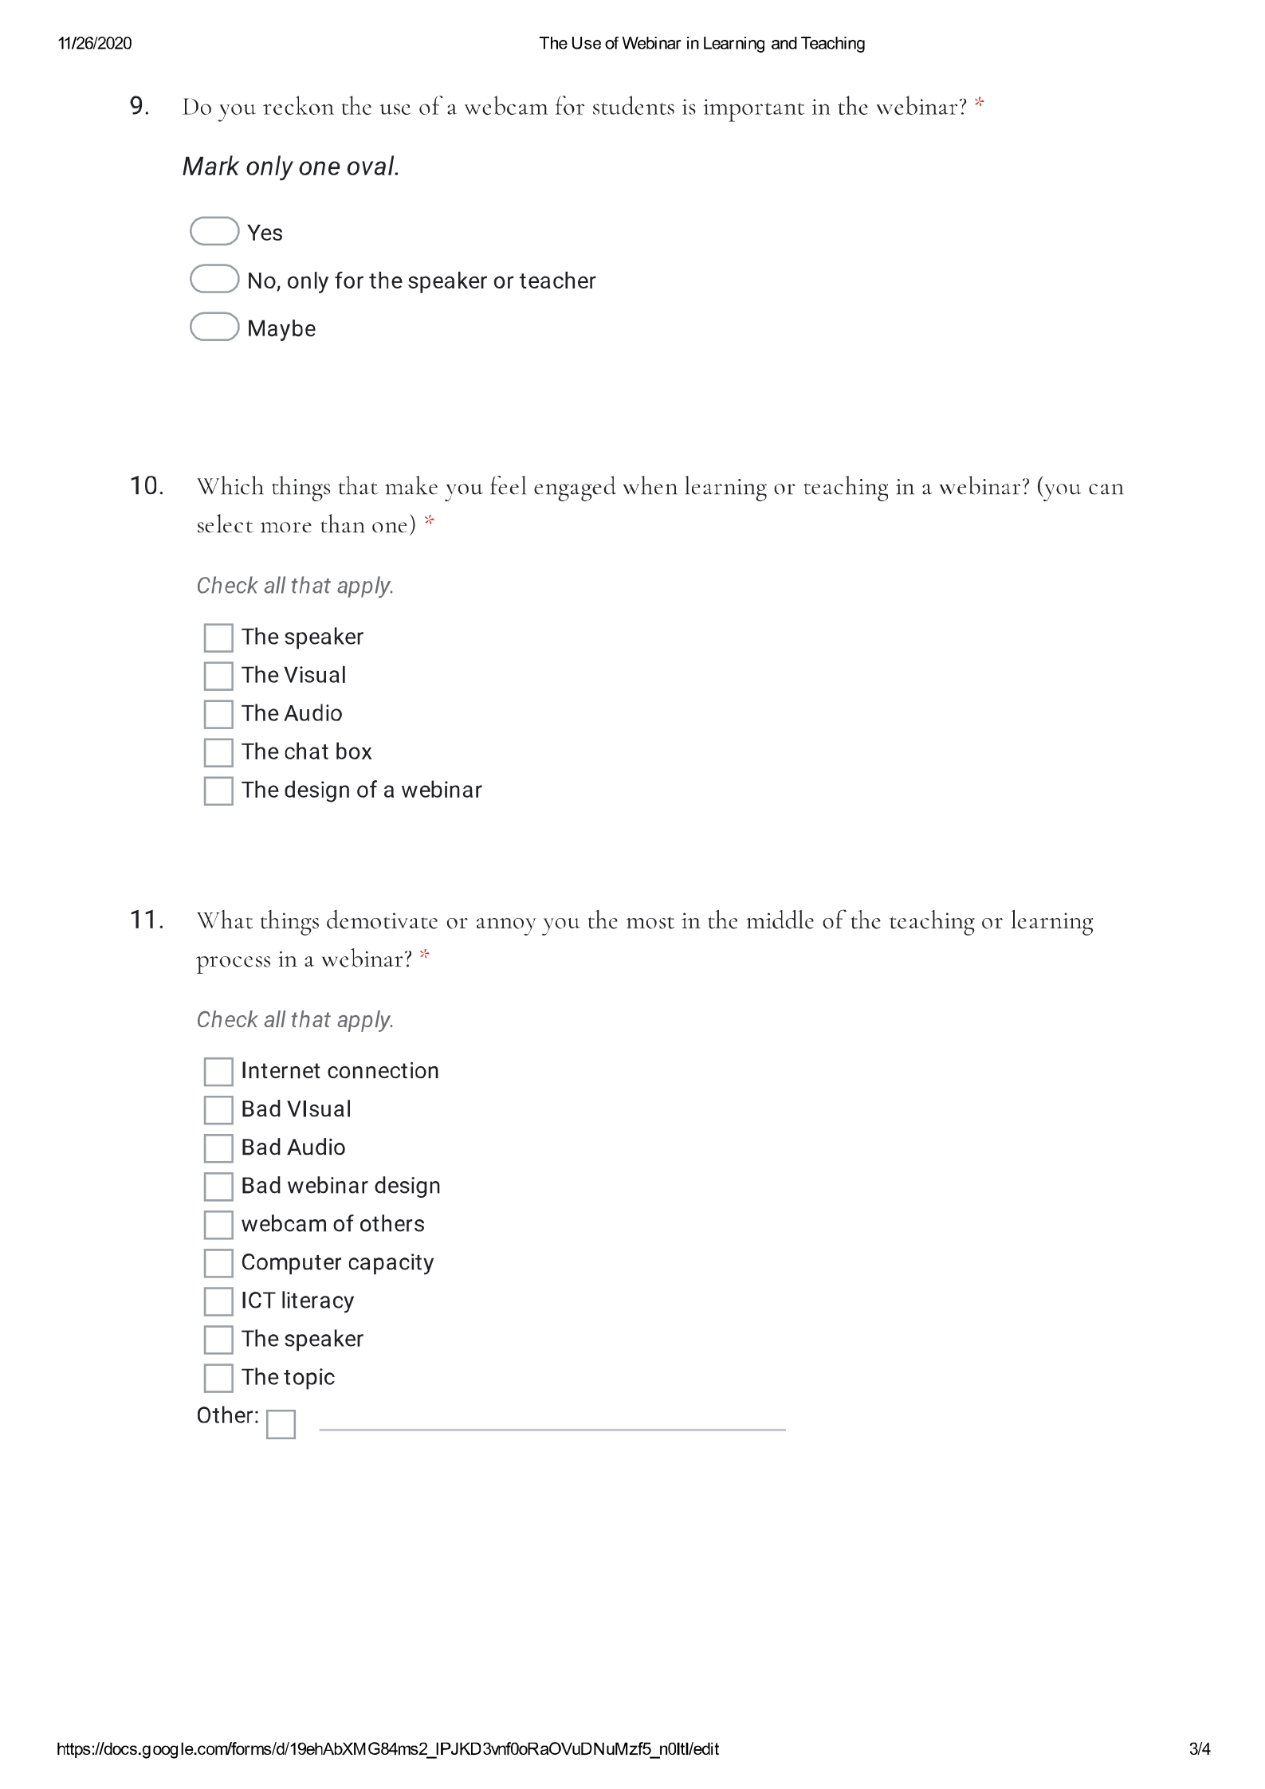 11/26/2020 The Use of Webinar in Learning and Teaching
9. Do you reckon the use of a webcam for students is important in the webinar? *
Mark only one oval.
Yes
No, only for the speaker or teacher
Maybe
10. Which things that make you feel engaged when learning or teaching in a webinar? (you can
select more than one) *
Check all that apply.
The speaker
The Visual
The Audio
The chat box
The design of a webinar
11. What things demotivate or annoy you the most in the middle of the teaching or learning
process in a webinar? *
Check all that apply.
Internet connection
Bad VIsual
Bad Audio
Bad webinar design
webcam of others
Computer capacity
ICT literacy
The speaker
The topic
Other:
https://docs.google.com/forms/d/19ehAbXMG84ms2_IPJKD3vnf0oRaOVuDNuMzf5_n0ItI/edit 3/4